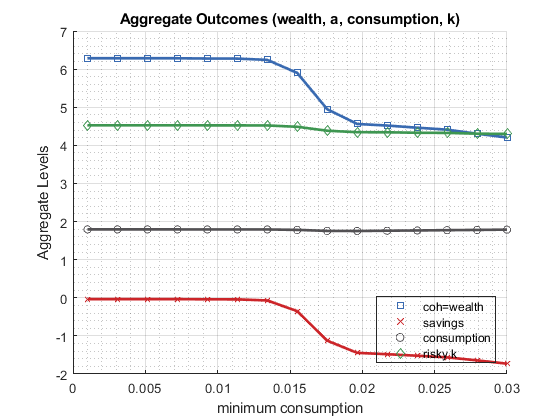 Aggregate Outcomes (wealth, a, consumption, k)
7
6
5
4
3
2
1
0
-1
-2
Aggregate Levels
coh=wealth
savings
consumption
risky k
0
0.005
0.01
0.015
0.02
0.025
0.03
minimum consumption